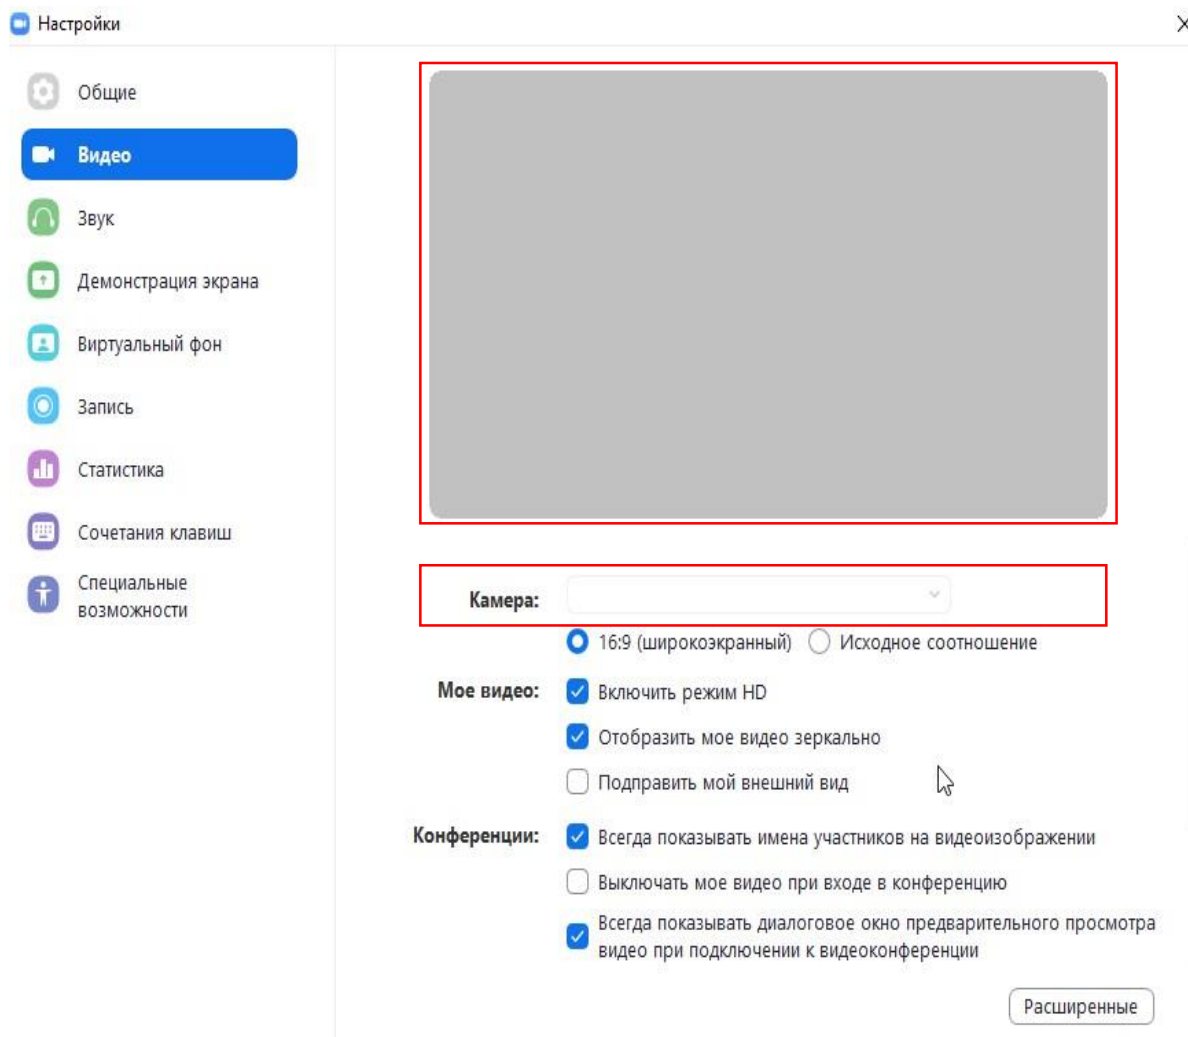 Настройки
Общие
Видео
Звук
Демонстрация экрана
Виртуальный фон
Запись
Статистика
Сочетания клавиш
Специальные
возможности
Камера:
16:9 (широкоэкранный) Исходное соотношение
Мое видео: Включить режим HD
Отобразить мое видео зеркально
Подправить мой внешний вид
Конференции: Всегда показывать имена участников на видеоизображении
Выключать мое видео при входе в конференцию
Всегда показывать диалоговое окно предварительного просмотра
видео при подключении к видеоконференции
Расширенные